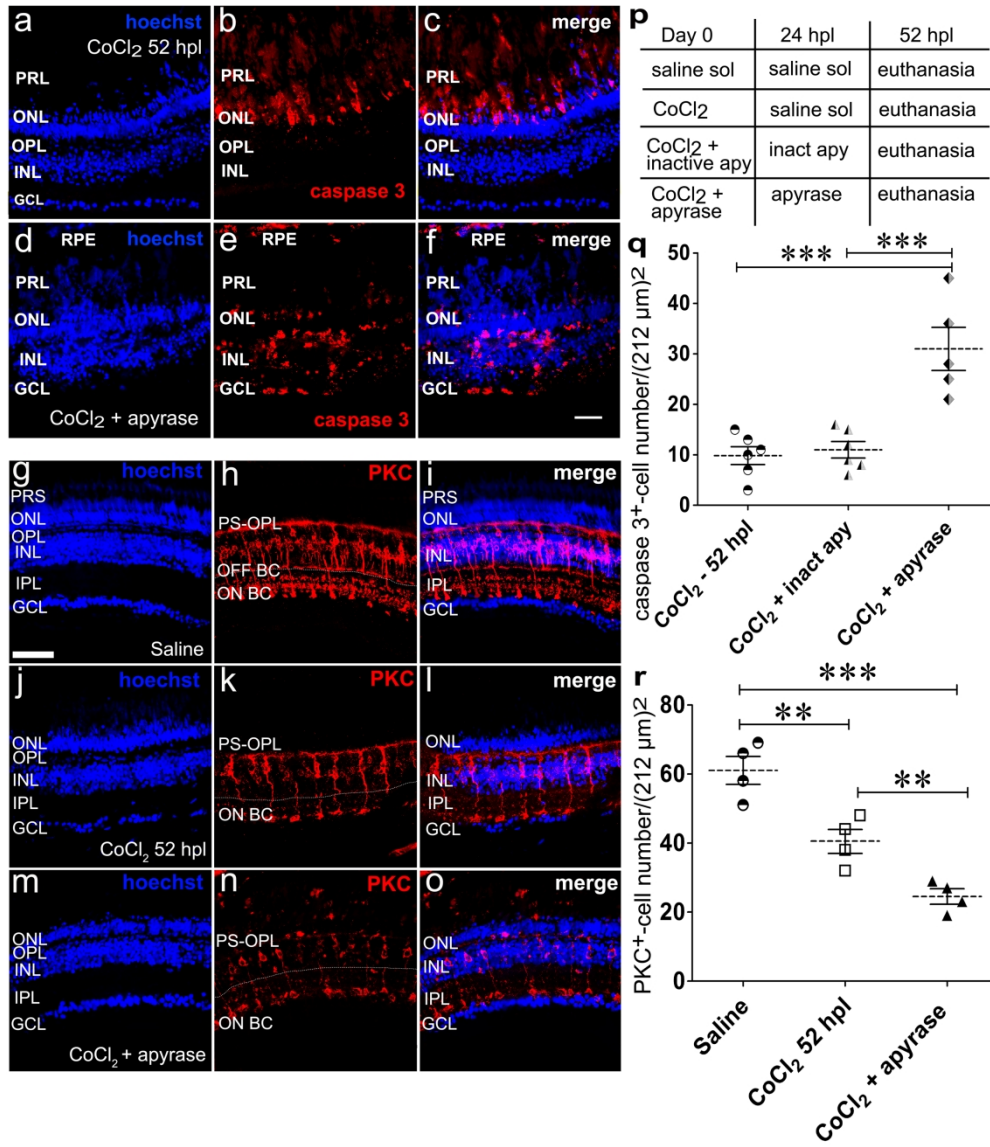 a
hoechst
CoCl₂ 52 hpl
PRL
ONL
OPL
INL
GCL
b
caspase 3
c
merge
PRL
ONL
OPL
INL
GCL
d
RPE
hoechst
PRL
ONL
INL
GCL
CoCl₂ + apyrase
e
RPE
caspase 3
f
RPE
merge
PRL
ONL
INL
GCL
g
hoechst
PRS
ONL
OPL
INL
IPL
GCL
Saline
h
PKC
PS-OPL
OFF BC
ON BC
i
merge
ONL
INL
IPL
GCL
j
hoechst
ONL
OPL
INL
IPL
GCL
CoCl₂ 52 hpl
k
PKC
PS-OPL
ON BC
l
merge
ONL
INL
IPL
GCL
m
hoechst
ONL
OPL
INL
IPL
GCL
CoCl₂ + apyrase
n
PKC
PS-OPL
ON BC
o
merge
ONL
INL
IPL
GCL
p
Day 0 24 hpl 52 hpl
saline sol saline sol euthanasia
CoCl₂ saline sol euthanasia
CoCl₂ + inactive apy inact apy euthanasia
CoCl₂ + apyrase apyrase euthanasia
q
caspase 3⁺-cell number/(212 µm)²
50
40
30
20
10
0
***
***
CoCl₂ - 52 hpl
CoCl₂ + inact apy
CoCl₂ + apyrase
r
PKC⁺-cell number/(212 µm)²
80
60
40
20
0
***
**
**
Saline
CoCl₂ 52 hpl
CoCl₂ + apyrase